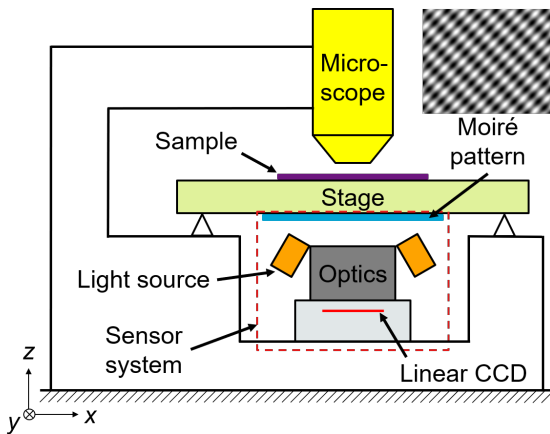 Micro-
scope
Moiré
pattern
Sample
Stage
Light source
Optics
Sensor
system
Linear CCD
z
y
x